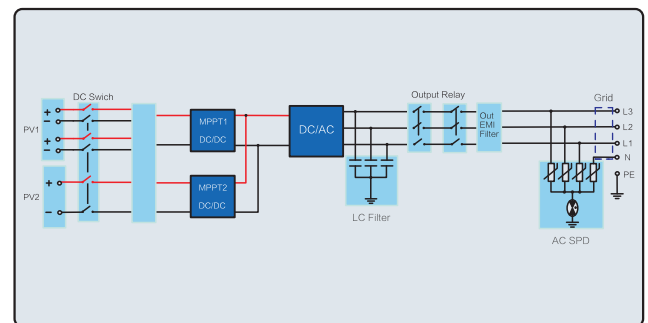 DC Swich
Output Relay
Grid
PV1
PV2
+
−
+
−
+
−
MPPT1
DC/DC
MPPT2
DC/DC
DC/AC
LC Filter
Out
EMI
Filter
L3
L2
L1
N
PE
AC SPD